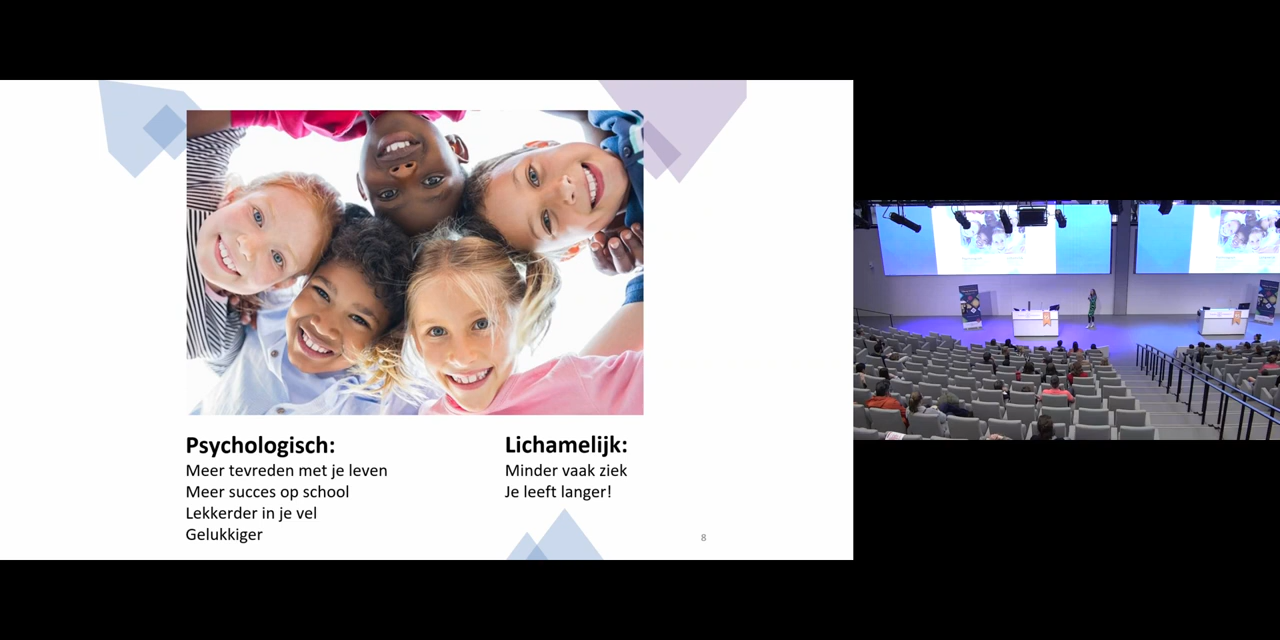 Psychologisch:
Meer tevreden met je leven
Meer succes op school
Lekkerder in je vel
Gelukkiger
Lichamelijk:
Minder vaak ziek
Je leeft langer!
8